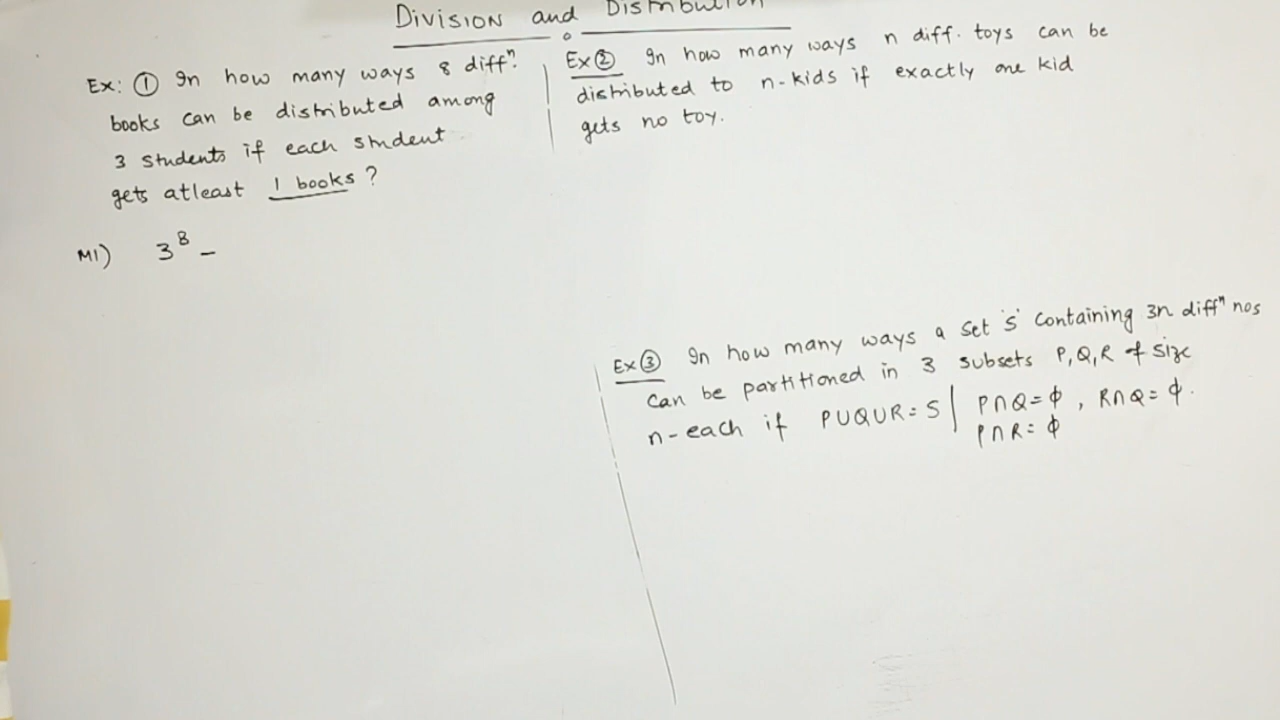 Division and Distribution
Ex: ① In how many ways 8 diffⁿ.
books can be distributed among
3 students if each student
gets atleast 1 books ?
M1) 3⁸ -
Ex② In how many ways n diff. toys can be
distributed to n-kids if exactly one kid
gets no toy.
Ex③ In how many ways a set 'S' containing 3n diffⁿ nos
can be partitioned in 3 subsets P, Q, R of size
n-each if PUQUR = S | P∩Q = ϕ , R∩Q = ϕ.
P∩R = ϕ